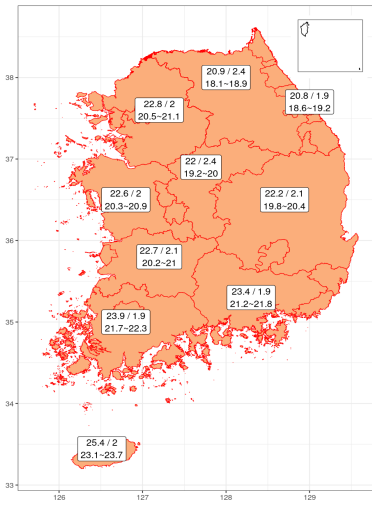 38
37
36
35
34
33
20.9 / 2.4
18.1~18.9
20.8 / 1.9
18.6~19.2
22.8 / 2
20.5~21.1
22 / 2.4
19.2~20
22.6 / 2
20.3~20.9
22.2 / 2.1
19.8~20.4
22.7 / 2.1
20.2~21
23.4 / 1.9
21.2~21.8
23.9 / 1.9
21.7~22.3
25.4 / 2
23.1~23.7
126
127
128
129